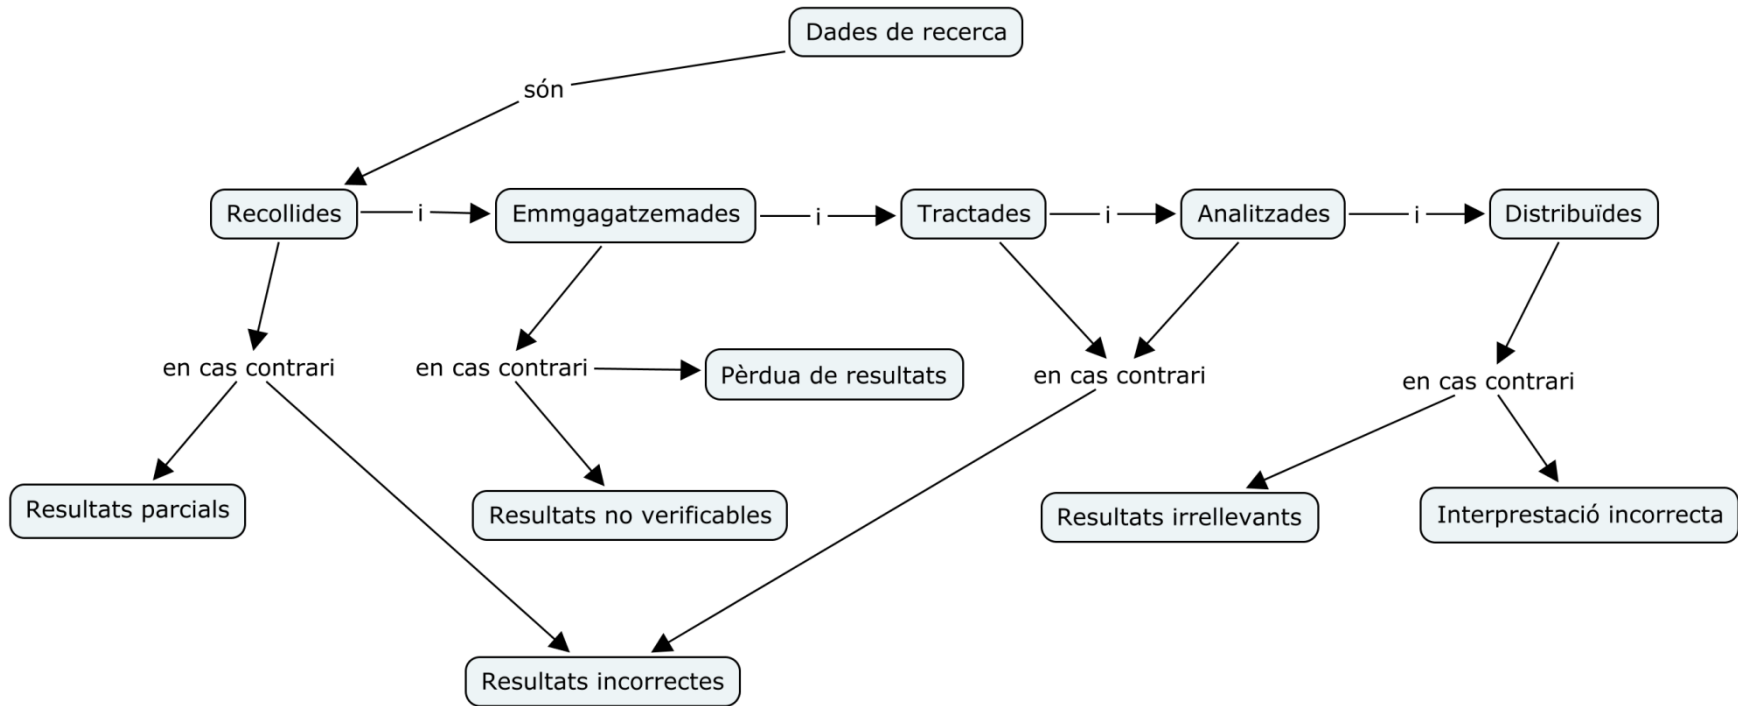 Dades de recerca
són
Recollides
i
Emmgagatzemades
i
Tractades
i
Analitzades
i
Distribuïdes
en cas contrari
en cas contrari
Pèrdua de resultats
en cas contrari
en cas contrari
Resultats parcials
Resultats no verificables
Resultats irrellevants
Interprestació incorrecta
Resultats incorrectes